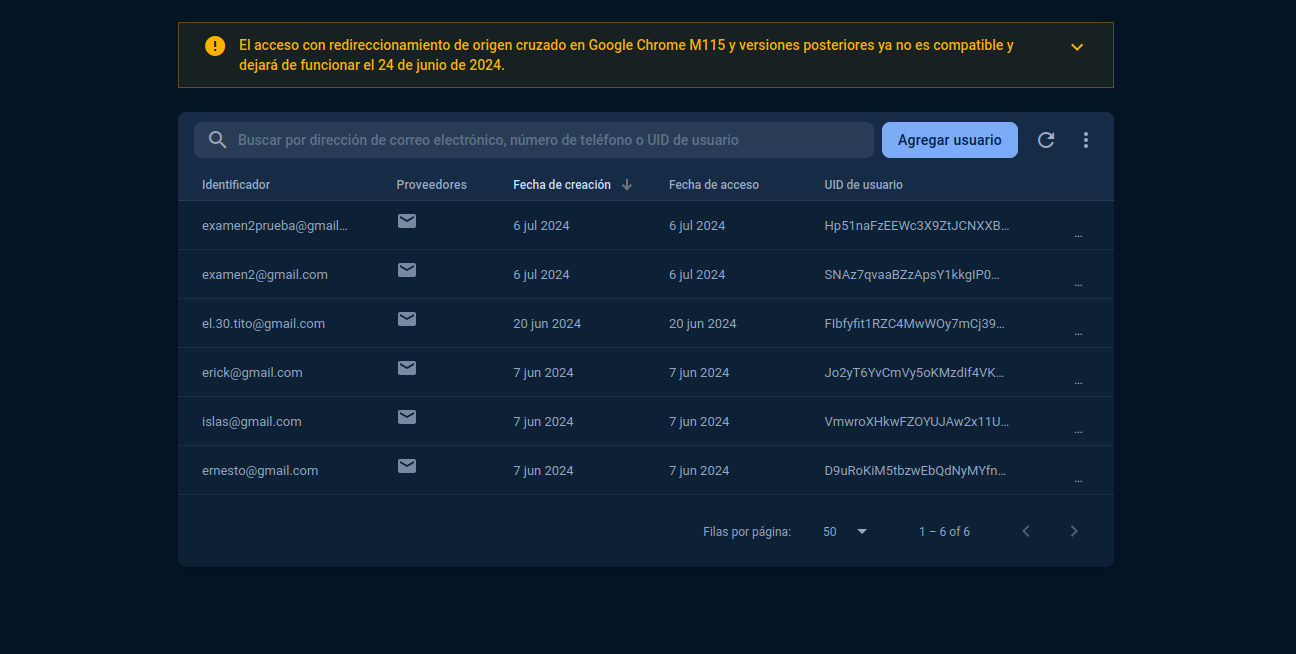 El acceso con redireccionamiento de origen cruzado en Google Chrome M115 y versiones posteriores ya no es compatible y
dejará de funcionar el 24 de junio de 2024.
Buscar por dirección de correo electrónico, número de teléfono o UID de usuario Agregar usuario
Identificador Proveedores Fecha de creación Fecha de acceso UID de usuario
examen2prueba@gmail... 6 jul 2024 6 jul 2024 Hp51naFzEEWc3X9ZtJCNXXB... ...
examen2@gmail.com 6 jul 2024 6 jul 2024 SNAz7qvaaBZzApsY1kkgIP0... ...
el.30.tito@gmail.com 20 jun 2024 20 jun 2024 FIbfyfit1RZC4MwWOy7mCj39... ...
erick@gmail.com 7 jun 2024 7 jun 2024 Jo2yT6YvCmVy5oKMzdIf4VK... ...
islas@gmail.com 7 jun 2024 7 jun 2024 VmwroXHkwFZOYUJAw2x11U... ...
ernesto@gmail.com 7 jun 2024 7 jun 2024 D9uRoKiM5tbzwEbQdNyMYfn... ...
Filas por página: 50 1 – 6 of 6